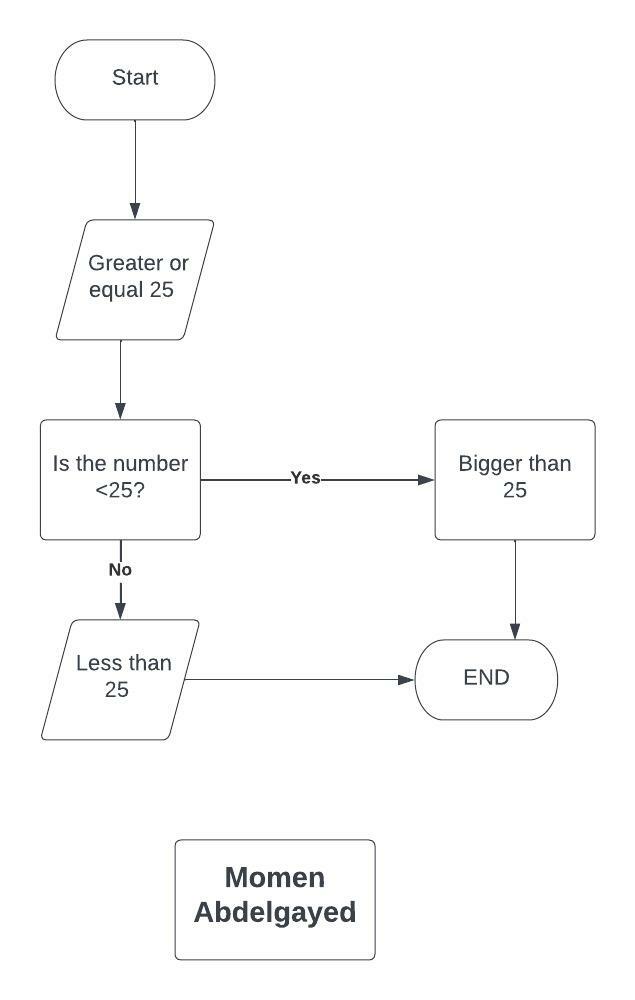 Start
Greater or
equal 25
Is the number
<25?
Yes
Bigger than
25
No
Less than
25
END
Momen
Abdelgayed